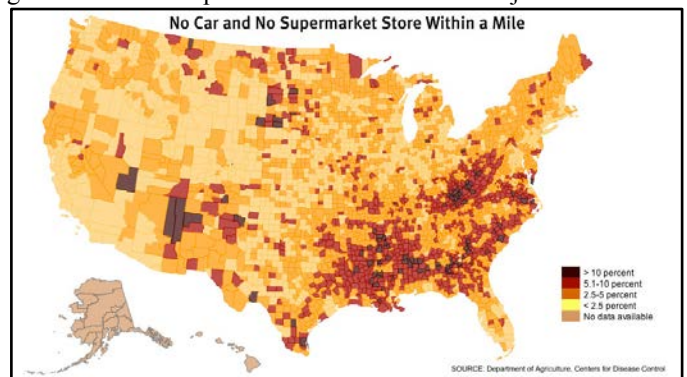 No Car and No Supermarket Store Within a Mile
> 10 percent
5.1-10 percent
2.5-5 percent
< 2.5 percent
No data available
SOURCE: Department of Agriculture, Centers for Disease Control